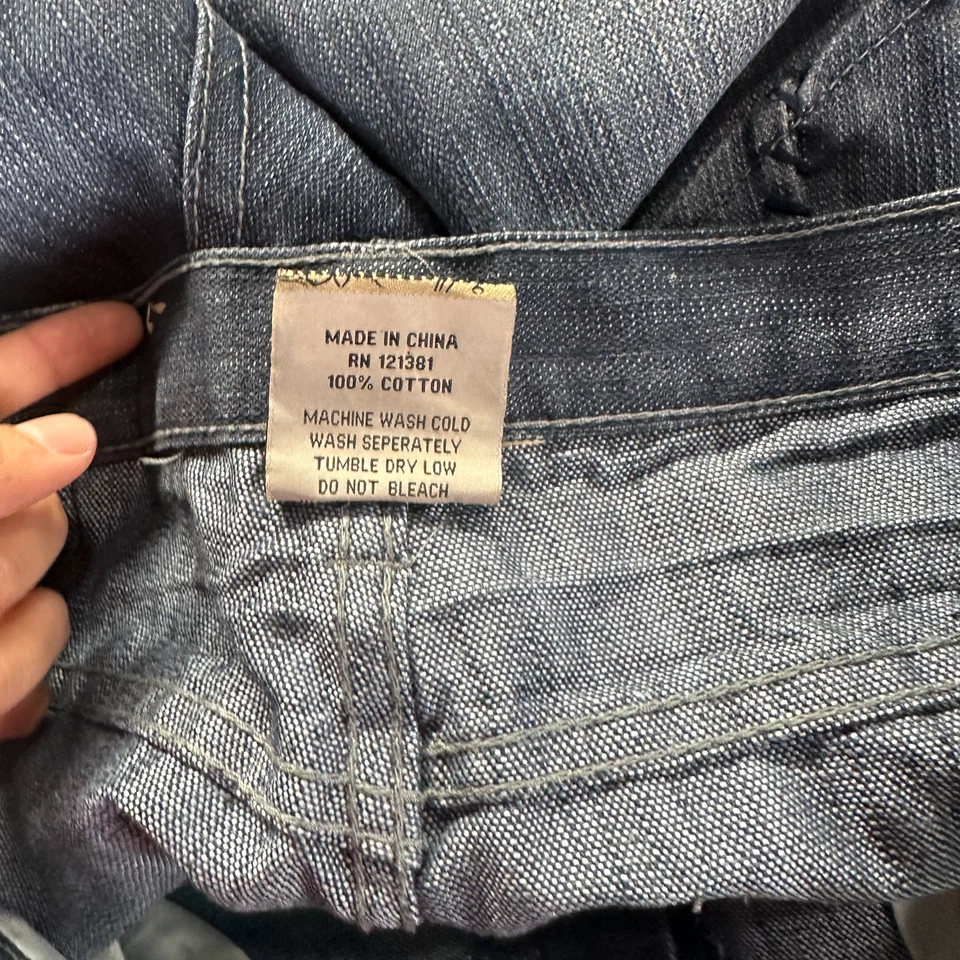 MADE IN CHINA
RN 121381
100% COTTON
MACHINE WASH COLD
WASH SEPERATELY
TUMBLE DRY LOW
DO NOT BLEACH